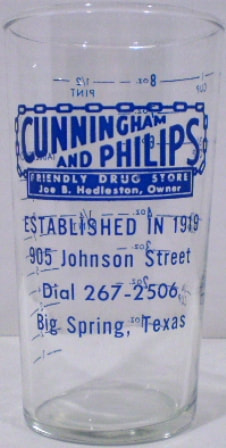 CUNNINGHAM
AND PHILIPS
FRIENDLY DRUG STORE
Joe B. Hedleston, Owner
ESTABLISHED IN 1919
905 Johnson Street
Dial 267-2506
Big Spring, Texas
8 oz.
CUP
1/2
PINT